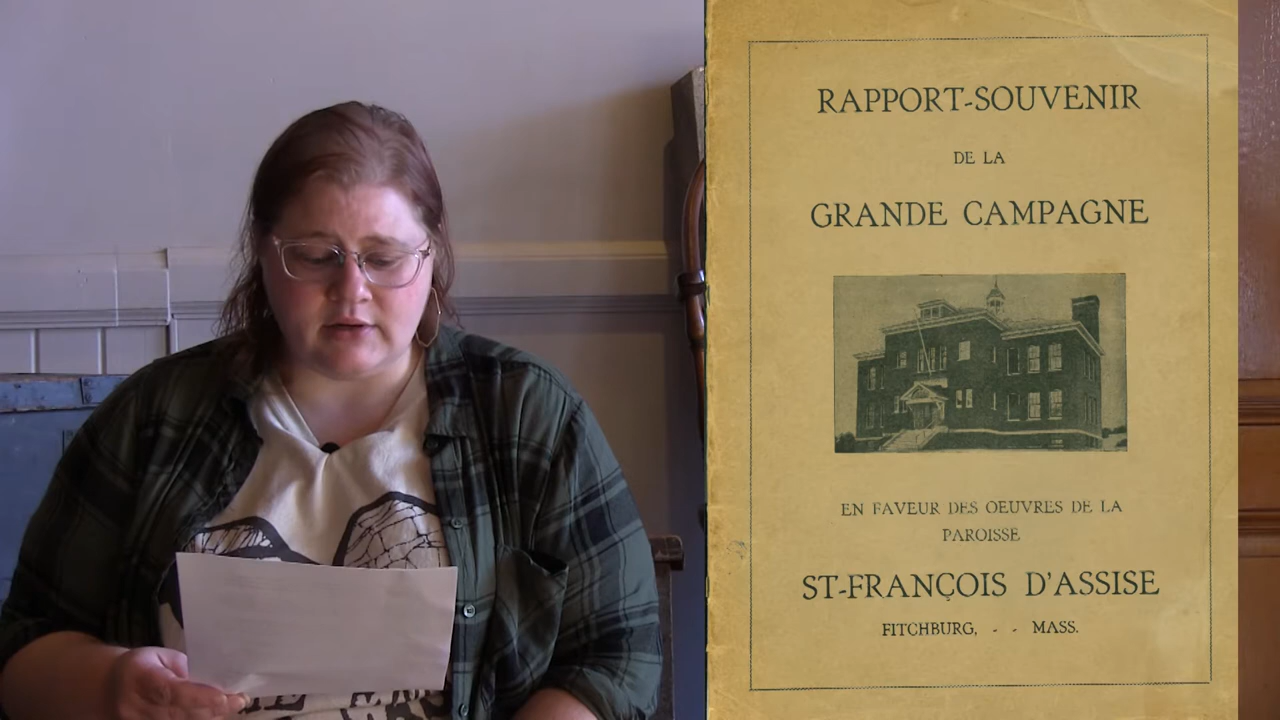 RAPPORT-SOUVENIR
DE LA
GRANDE CAMPAGNE
EN FAVEUR DES OEUVRES DE LA
PAROISSE
ST-FRANÇOIS D'ASSISE
FITCHBURG, - - MASS.